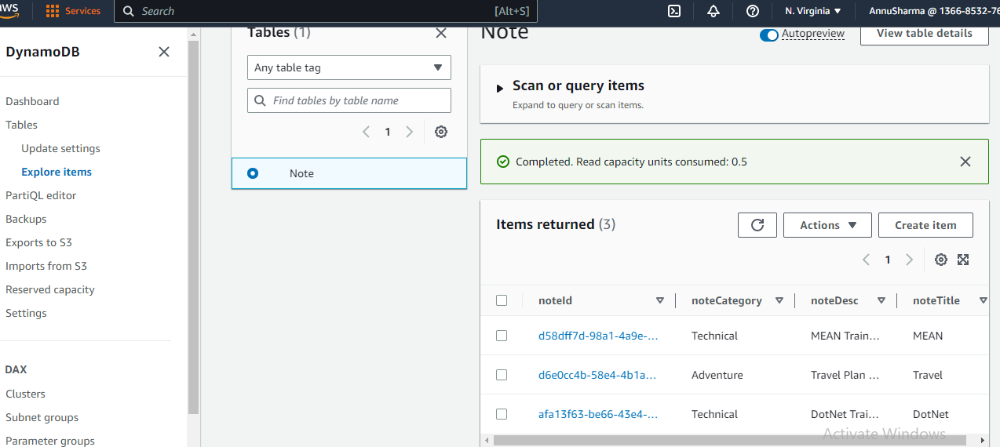 aws
Services
Search [Alt+S]
N. Virginia
AnnuSharma @ 1366-8532-76
DynamoDB
Dashboard
Tables
Update settings
Explore items
PartiQL editor
Backups
Exports to S3
Imports from S3
Reserved capacity
Settings
DAX
Clusters
Subnet groups
Parameter groups
Tables (1)
Any table tag
Find tables by table name
1
Note
Note
Autopreview
View table details
Scan or query items
Expand to query or scan items.
Completed. Read capacity units consumed: 0.5
Items returned (3)
Actions
Create item
1
noteId noteCategory noteDesc noteTitle
d58dff7d-98a1-4a9e-... Technical MEAN Train... MEAN
d6e0cc4b-58e4-4b1a... Adventure Travel Plan ... Travel
afa13f63-be66-43e4-... Technical DotNet Trai... DotNet
Activate Windows